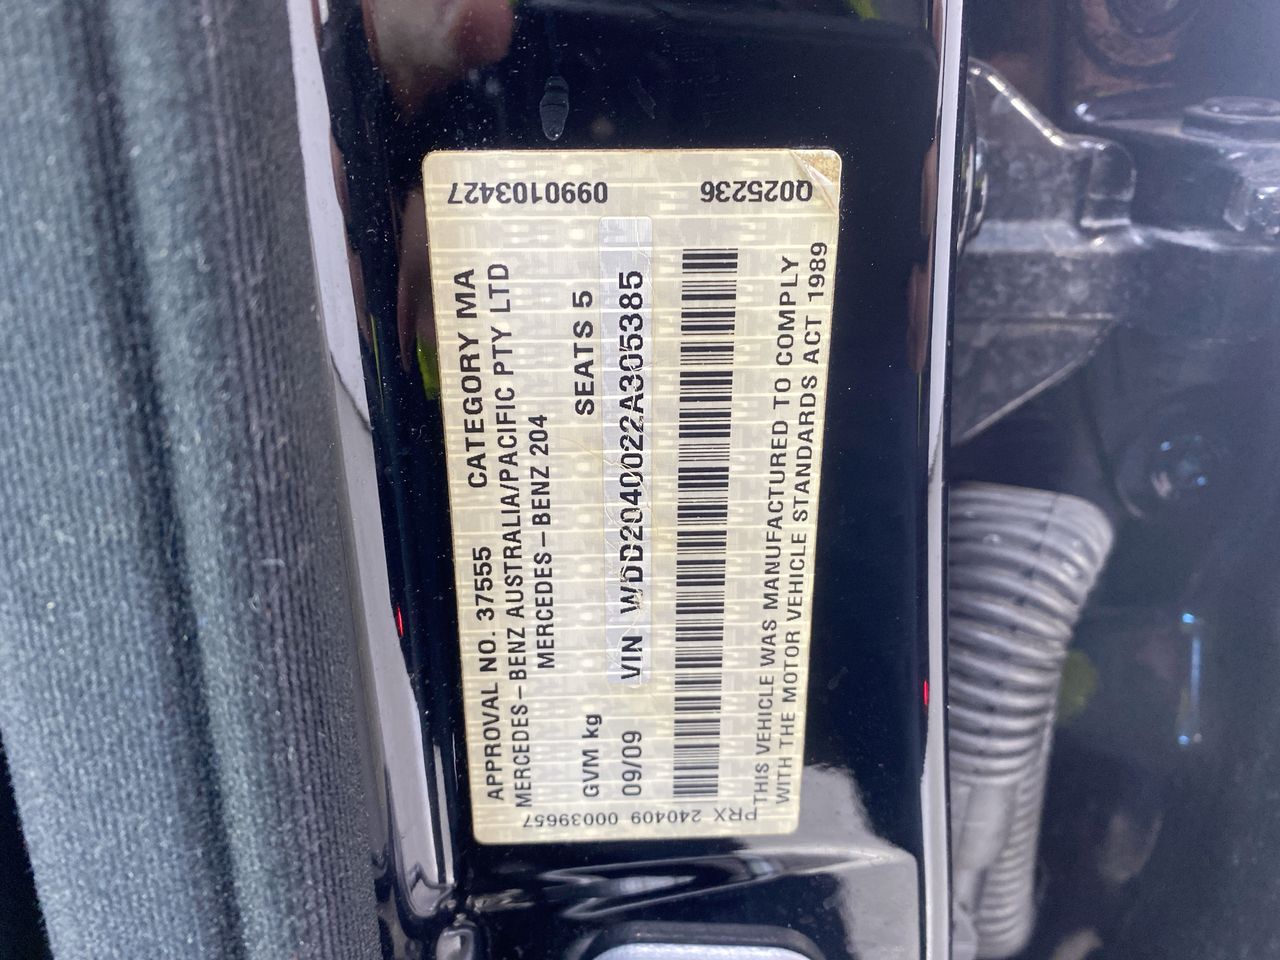 APPROVAL NO. 37555 CATEGORY MA
MERCEDES-BENZ AUSTRALIA/PACIFIC PTY LTD
MERCEDES-BENZ 204
GVM kg SEATS 5
09/09 VIN WDD2040022A305385
THIS VEHICLE WAS MANUFACTURED TO COMPLY
WITH THE MOTOR VEHICLE STANDARDS ACT 1989
0990103427
Q025236
PRX 240409 00039657